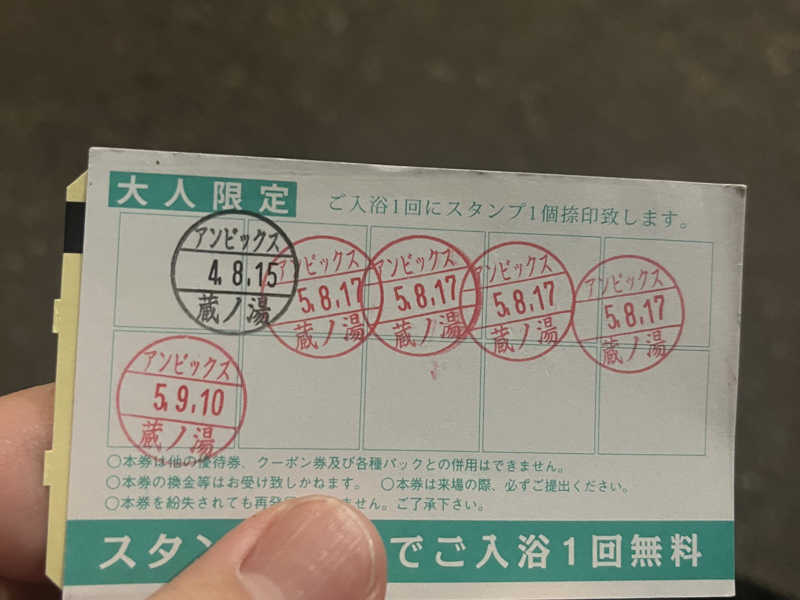 大人限定
ご入浴1回にスタンプ1個捺印致します。
アンビックス
4.8.15
蔵ノ湯
アンビックス
5.8.17
蔵ノ湯
アンビックス
5.8.17
蔵ノ湯
アンビックス
5.8.17
蔵ノ湯
アンビックス
5.8.17
蔵ノ湯
アンビックス
5.9.10
蔵ノ湯
○本券は他の優待券、クーポン券及び各種パックとの併用はできません。
○本券の換金等はお受け致しかねます。 ○本券は来場の際、必ずご提出ください。
○本券を紛失されても再発 ません。ご了承下さい。
スタン でご入浴1回無料